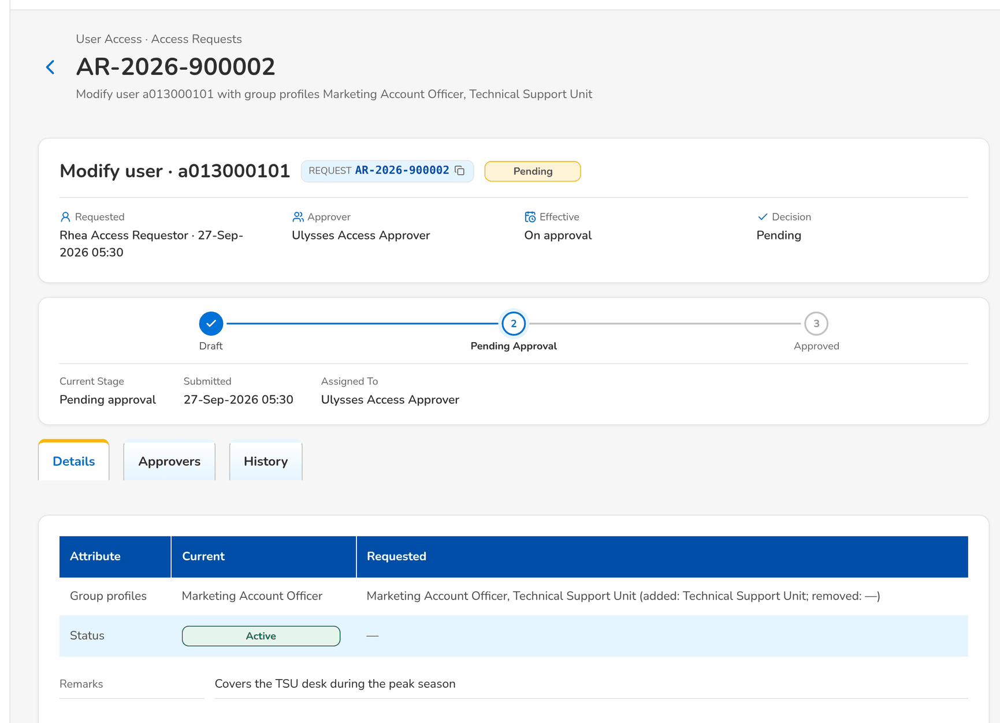 User Access · Access Requests
AR-2026-900002
Modify user a013000101 with group profiles Marketing Account Officer, Technical Support Unit
Modify user · a013000101
REQUEST AR-2026-900002
Pending
Requested
Approver
Effective
Decision
Rhea Access Requestor · 27-Sep-
2026 05:30
Ulysses Access Approver
On approval
Pending
2
3
Draft
Pending Approval
Approved
Current Stage
Submitted
Assigned To
Pending approval
27-Sep-2026 05:30
Ulysses Access Approver
Details
Approvers
History
Attribute
Current
Requested
Group profiles
Marketing Account Officer
Marketing Account Officer, Technical Support Unit (added: Technical Support Unit; removed: —)
Status
Active
—
Remarks
Covers the TSU desk during the peak season